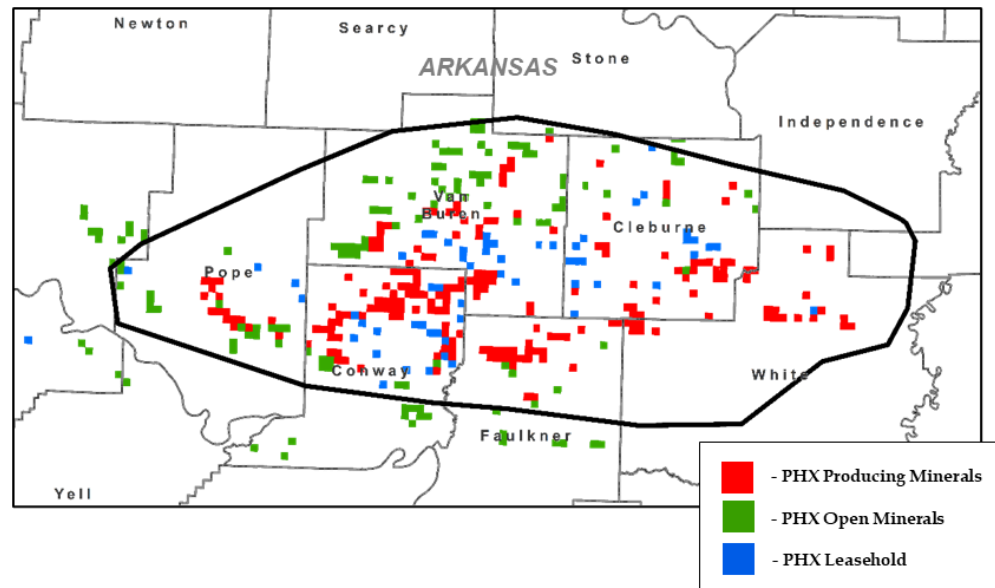 Newton
Searcy
Stone
ARKANSAS
Independence
Van
Buren
Cleburne
Pope
Conway
White
Faulkner
Yell
- PHX Producing Minerals
- PHX Open Minerals
- PHX Leasehold